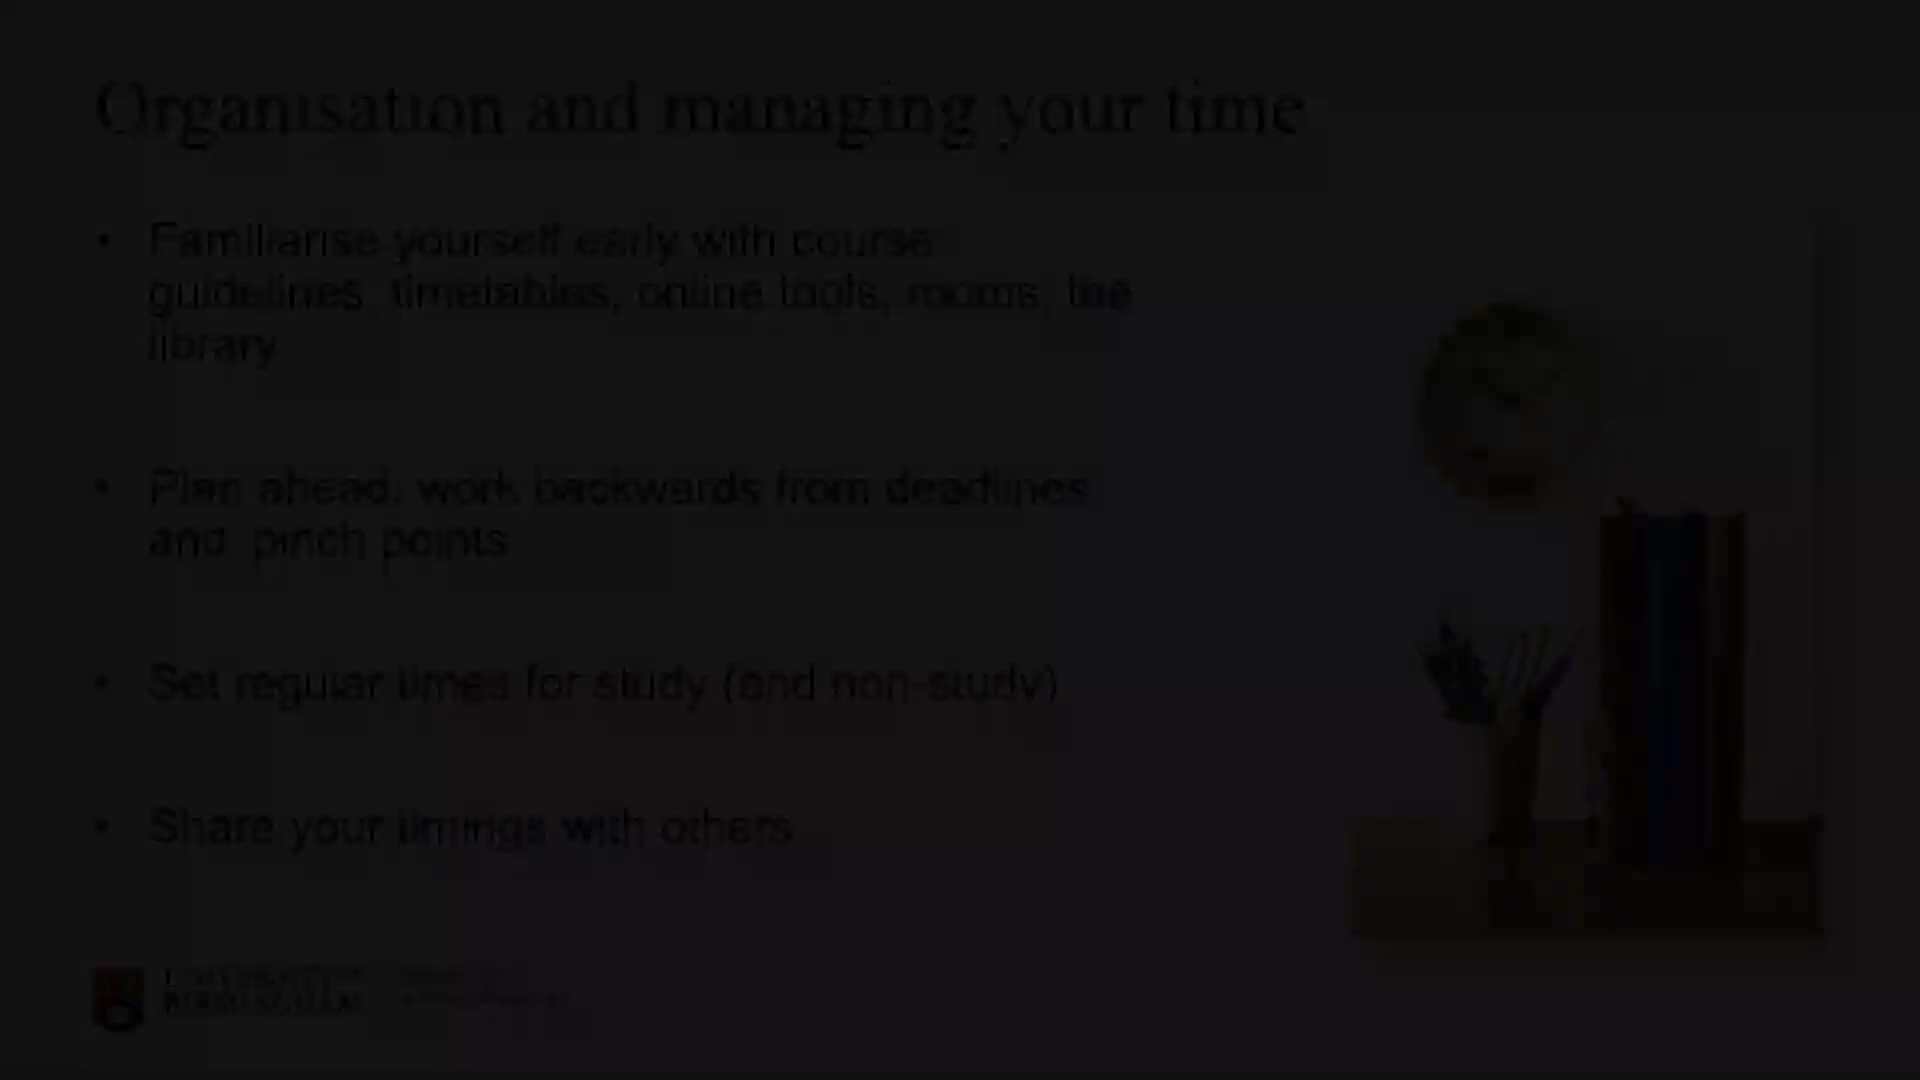 Organisation and managing your time
• Familiarise yourself early with course
guidelines, timetables, online tools, rooms, the
library
• Plan ahead, work backwards from deadlines
and pinch points
• Set regular times for study (and non-study)
• Share your timings with others
UNIVERSITY OF
BIRMINGHAM